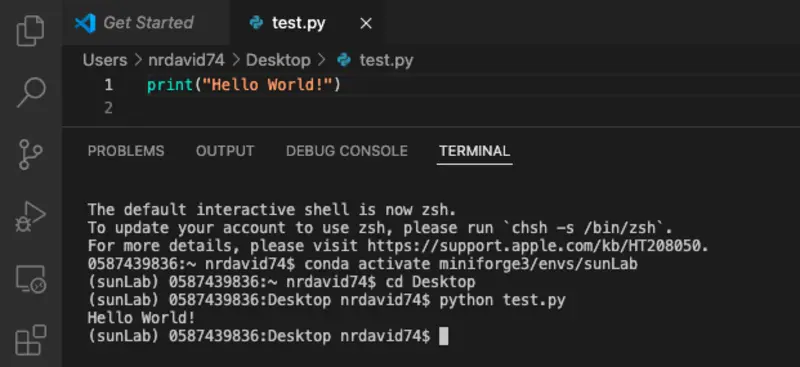 Get Started test.py
Users > nrdavid74 > Desktop > test.py
1 print("Hello World!")
2
PROBLEMS OUTPUT DEBUG CONSOLE TERMINAL
The default interactive shell is now zsh.
To update your account to use zsh, please run `chsh -s /bin/zsh`.
For more details, please visit https://support.apple.com/kb/HT208050.
0587439836:~ nrdavid74$ conda activate miniforge3/envs/sunLab
(sunLab) 0587439836:~ nrdavid74$ cd Desktop
(sunLab) 0587439836:Desktop nrdavid74$ python test.py
Hello World!
(sunLab) 0587439836:Desktop nrdavid74$